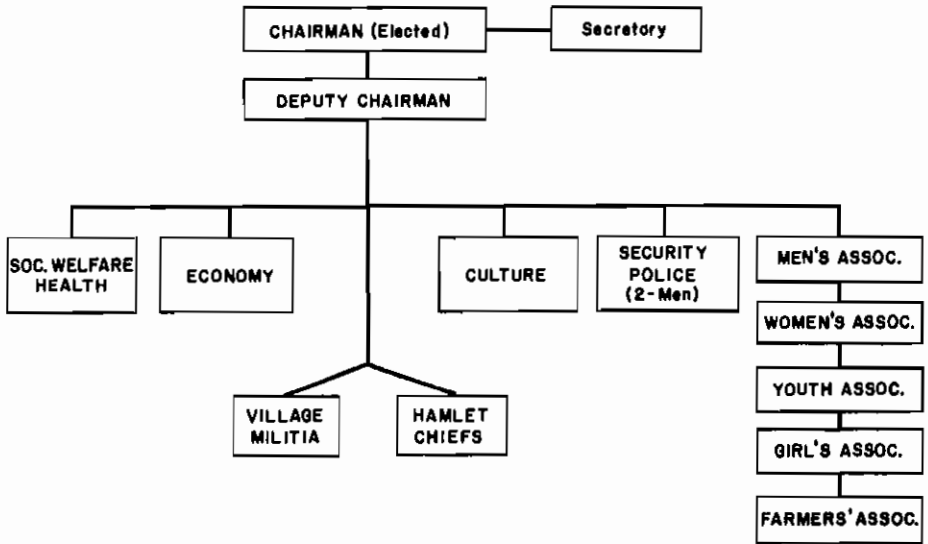 CHAIRMAN (Elected)
Secretory
DEPUTY CHAIRMAN
SOC. WELFARE
HEALTH
ECONOMY
CULTURE
SECURITY
POLICE
(2-Men)
MEN'S ASSOC.
WOMEN'S ASSOC.
YOUTH ASSOC.
GIRL'S ASSOC.
FARMERS' ASSOC.
VILLAGE
MILITIA
HAMLET
CHIEFS